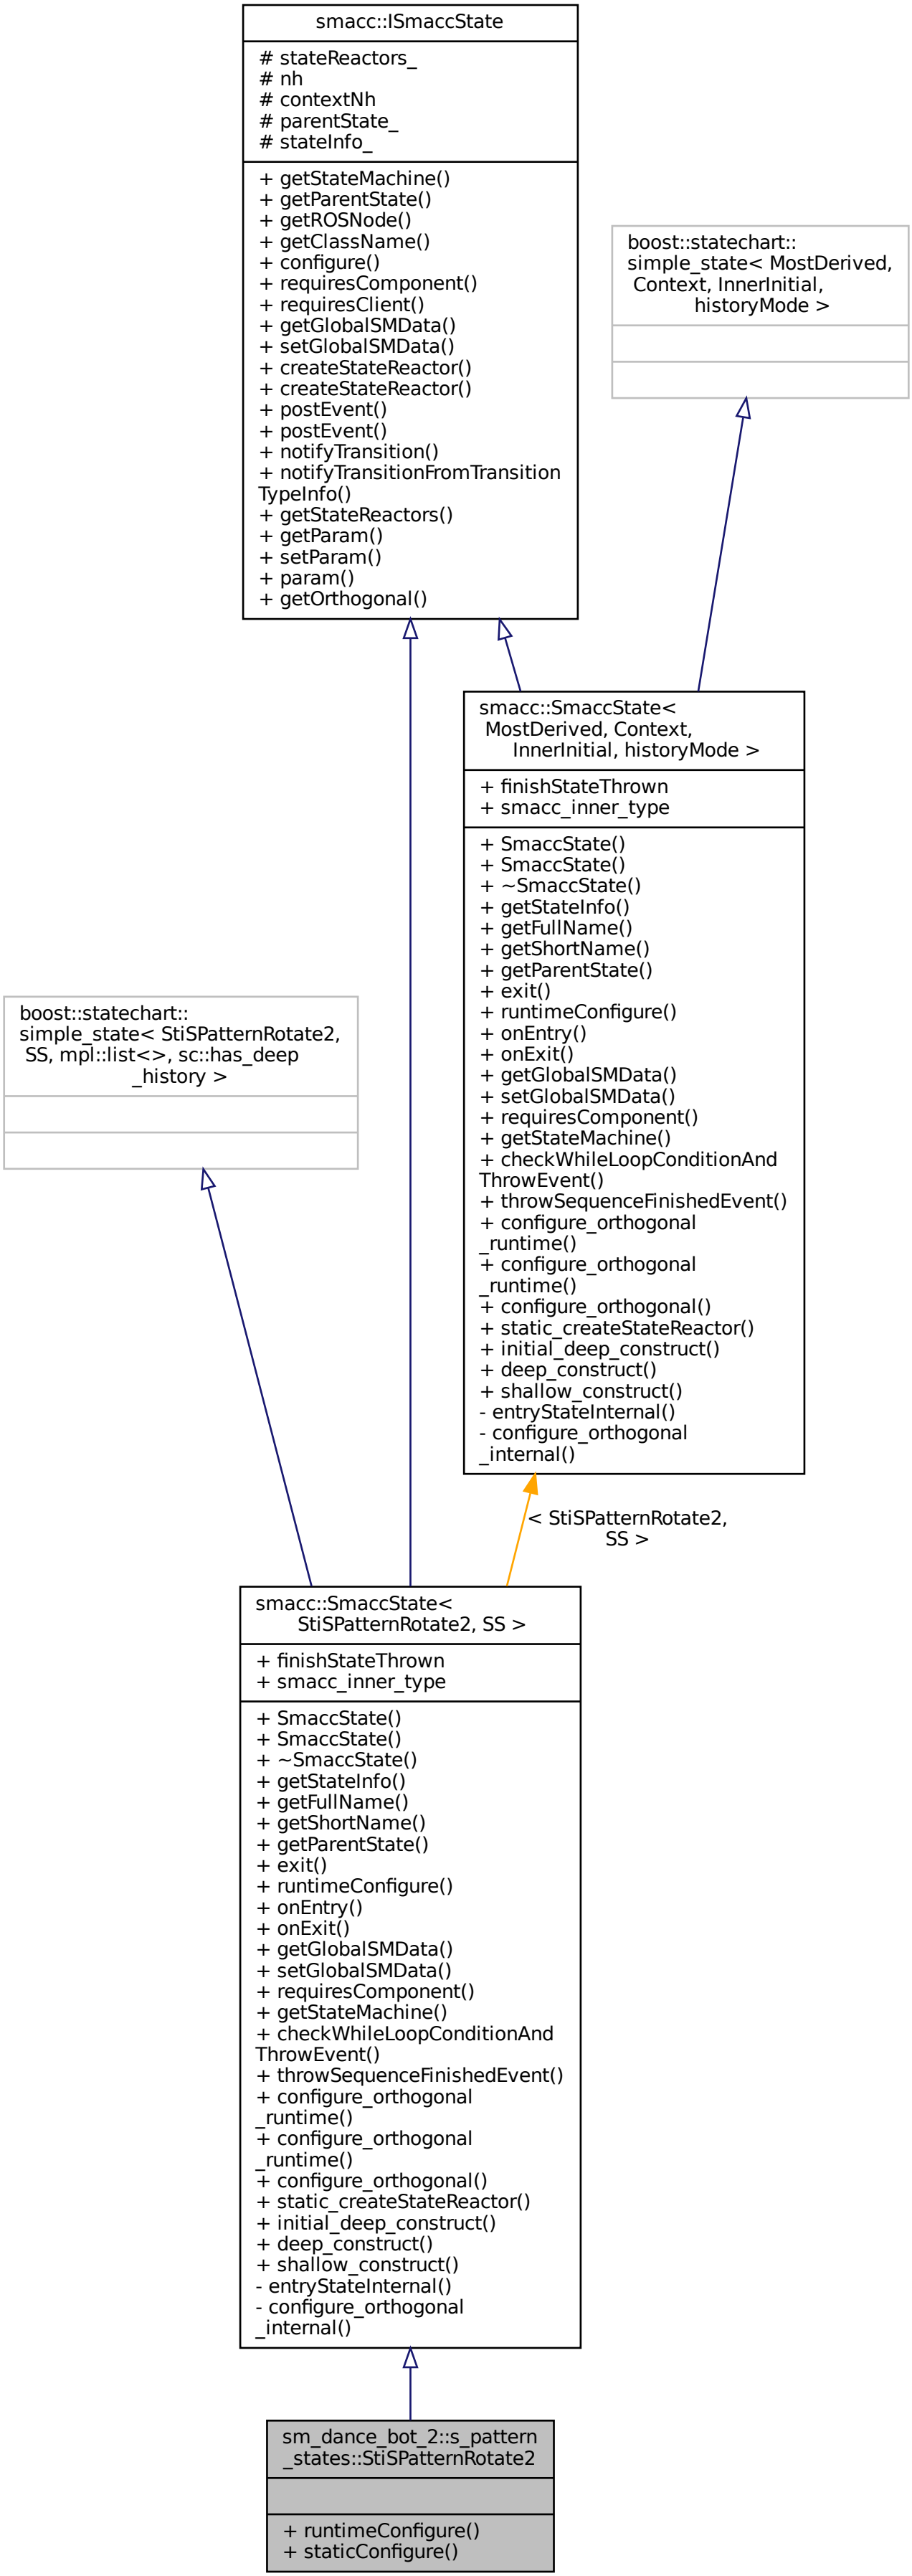 smacc::ISmaccState
# stateReactors_
# nh
# contextNh
# parentState_
# stateInfo_
+ getStateMachine()
+ getParentState()
+ getROSNode()
+ getClassName()
+ configure()
+ requiresComponent()
+ requiresClient()
+ getGlobalSMData()
+ setGlobalSMData()
+ createStateReactor()
+ createStateReactor()
+ postEvent()
+ postEvent()
+ notifyTransition()
+ notifyTransitionFromTransition
TypeInfo()
+ getStateReactors()
+ getParam()
+ setParam()
+ param()
+ getOrthogonal()
boost::statechart::
simple_state< MostDerived,
Context, InnerInitial,
historyMode >
smacc::SmaccState<
MostDerived, Context,
InnerInitial, historyMode >
+ finishStateThrown
+ smacc_inner_type
+ SmaccState()
+ SmaccState()
+ ~SmaccState()
+ getStateInfo()
+ getFullName()
+ getShortName()
+ getParentState()
+ exit()
+ runtimeConfigure()
+ onEntry()
+ onExit()
+ getGlobalSMData()
+ setGlobalSMData()
+ requiresComponent()
+ getStateMachine()
+ checkWhileLoopConditionAnd
ThrowEvent()
+ throwSequenceFinishedEvent()
+ configure_orthogonal
_runtime()
+ configure_orthogonal
_runtime()
+ configure_orthogonal()
+ static_createStateReactor()
+ initial_deep_construct()
+ deep_construct()
+ shallow_construct()
- entryStateInternal()
- configure_orthogonal
_internal()
boost::statechart::
simple_state< StiSPatternRotate2,
SS, mpl::list<>, sc::has_deep
_history >
< StiSPatternRotate2,
SS >
smacc::SmaccState<
StiSPatternRotate2, SS >
+ finishStateThrown
+ smacc_inner_type
+ SmaccState()
+ SmaccState()
+ ~SmaccState()
+ getStateInfo()
+ getFullName()
+ getShortName()
+ getParentState()
+ exit()
+ runtimeConfigure()
+ onEntry()
+ onExit()
+ getGlobalSMData()
+ setGlobalSMData()
+ requiresComponent()
+ getStateMachine()
+ checkWhileLoopConditionAnd
ThrowEvent()
+ throwSequenceFinishedEvent()
+ configure_orthogonal
_runtime()
+ configure_orthogonal
_runtime()
+ configure_orthogonal()
+ static_createStateReactor()
+ initial_deep_construct()
+ deep_construct()
+ shallow_construct()
- entryStateInternal()
- configure_orthogonal
_internal()
sm_dance_bot_2::s_pattern
_states::StiSPatternRotate2
+ runtimeConfigure()
+ staticConfigure()